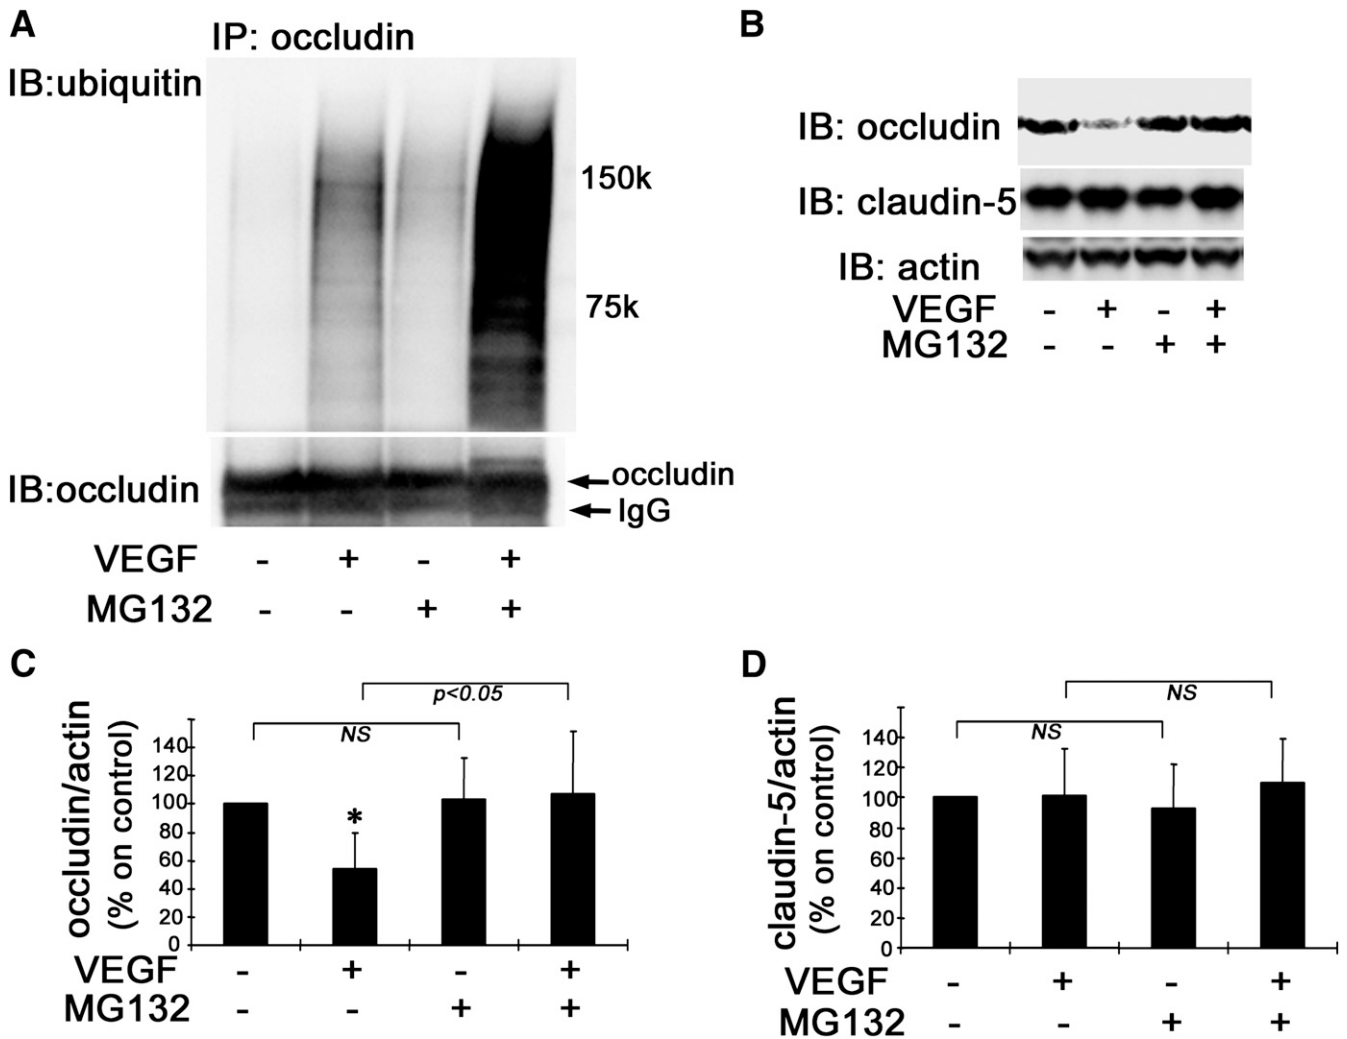 A
IP: occludin
IB:ubiquitin
150k
75k
IB:occludin
occludin
IgG
VEGF - + - +
MG132 - - + +
B
IB: occludin
IB: claudin-5
IB: actin
VEGF - + - +
MG132 - - + +
C
p<0.05
NS
occludin/actin
(% on control)
140
120
100
80
60
40
20
0
*
VEGF - + - +
MG132 - - + +
D
NS
NS
claudin-5/actin
(% on control)
140
120
100
80
60
40
20
0
VEGF - + - +
MG132 - - + +